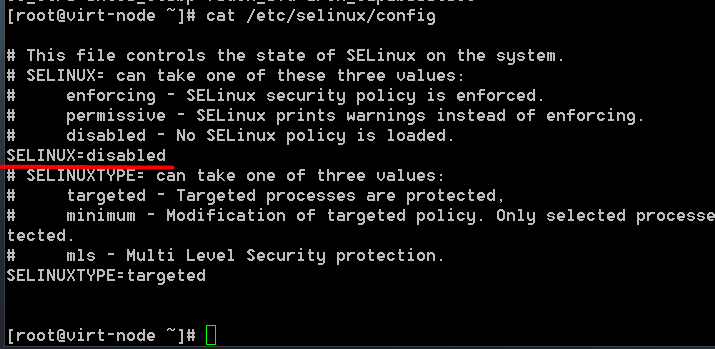 [root@virt-node ~]# cat /etc/selinux/config
# This file controls the state of SELinux on the system.
# SELINUX= can take one of these three values:
#     enforcing - SELinux security policy is enforced.
#     permissive - SELinux prints warnings instead of enforcing.
#     disabled - No SELinux policy is loaded.
SELINUX=disabled
# SELINUXTYPE= can take one of three values:
#     targeted - Targeted processes are protected,
#     minimum - Modification of targeted policy. Only selected processe
tected.
#     mls - Multi Level Security protection.
SELINUXTYPE=targeted
[root@virt-node ~]#